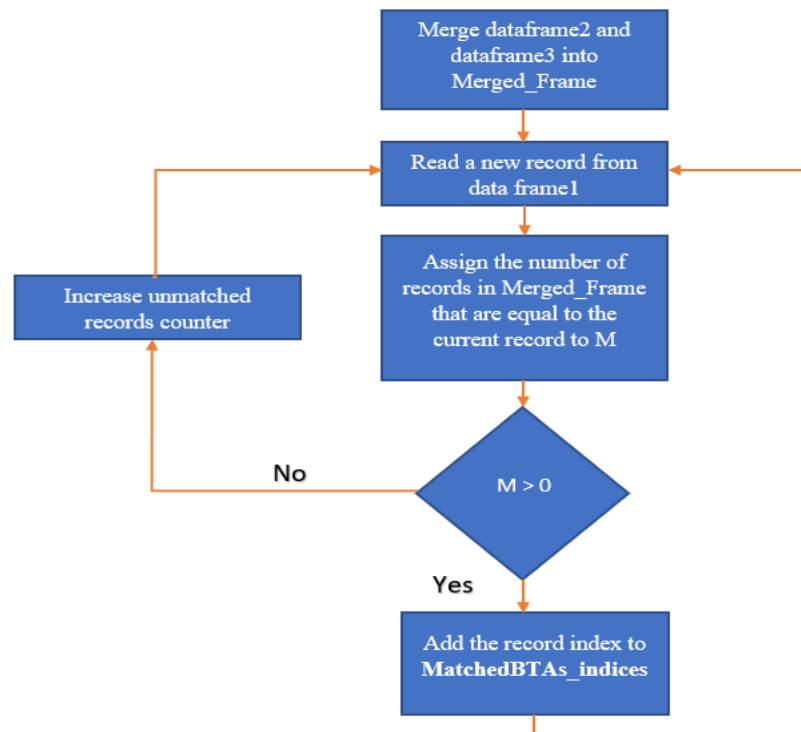 Merge dataframe2 and
dataframe3 into
Merged_Frame
Read a new record from
data frame1
Assign the number of
records in Merged_Frame
that are equal to the
current record to M
Increase unmatched
records counter
M > 0
No
Yes
Add the record index to
MatchedBTAs_indices